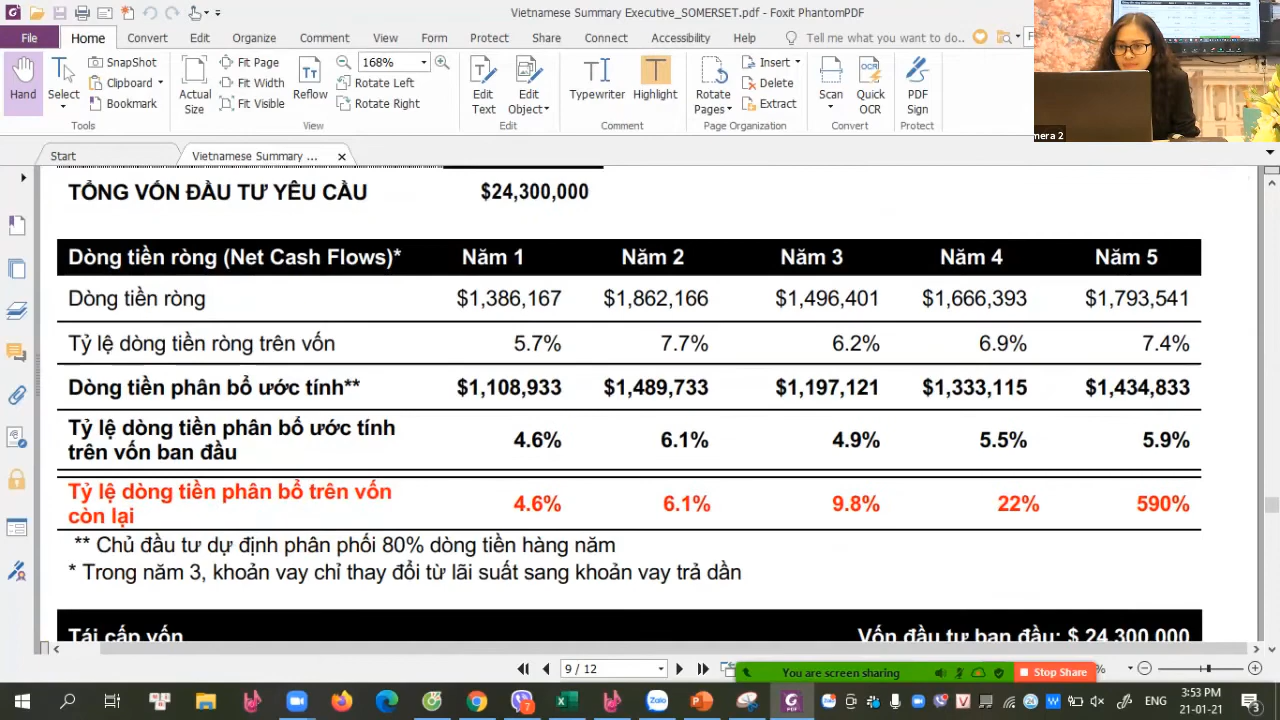 ry Execute_SUNSET.pdf - Foxit PhantomPD
File Home Convert Edit Organize Comment View Form Protect Share Connect Accessibility Help Tell me what you want to do..
Hand Select
SnapShot
Clipboard
Bookmark
Actual Size
Fit Page
Fit Width
Fit Visible
Reflow
168%
Rotate Left
Rotate Right
Edit Text
Edit Object
Typewriter
Highlight
Rotate Pages
Insert
Delete
Extract
Scan
Quick OCR
PDF Sign
Tools View Edit Comment Page Organization Convert Protect
mera 2
Start Vietnamese Summary ...
TỔNG VỐN ĐẦU TƯ YÊU CẦU $24,300,000
Dòng tiền ròng (Net Cash Flows)* Năm 1 Năm 2 Năm 3 Năm 4 Năm 5
Dòng tiền ròng $1,386,167 $1,862,166 $1,496,401 $1,666,393 $1,793,541
Tỷ lệ dòng tiền ròng trên vốn 5.7% 7.7% 6.2% 6.9% 7.4%
Dòng tiền phân bổ ước tính** $1,108,933 $1,489,733 $1,197,121 $1,333,115 $1,434,833
Tỷ lệ dòng tiền phân bổ ước tính
trên vốn ban đầu 4.6% 6.1% 4.9% 5.5% 5.9%
Tỷ lệ dòng tiền phân bổ trên vốn
còn lại 4.6% 6.1% 9.8% 22% 590%
** Chủ đầu tư dự định phân phối 80% dòng tiền hàng năm
* Trong năm 3, khoản vay chỉ thay đổi từ lãi suất sang khoản vay trả dần
Tái cấp vốn Vốn đầu tư ban đầu: $ 24,300,000
9 / 12
You are screen sharing Stop Share
%
ENG
3:53 PM
21-01-21